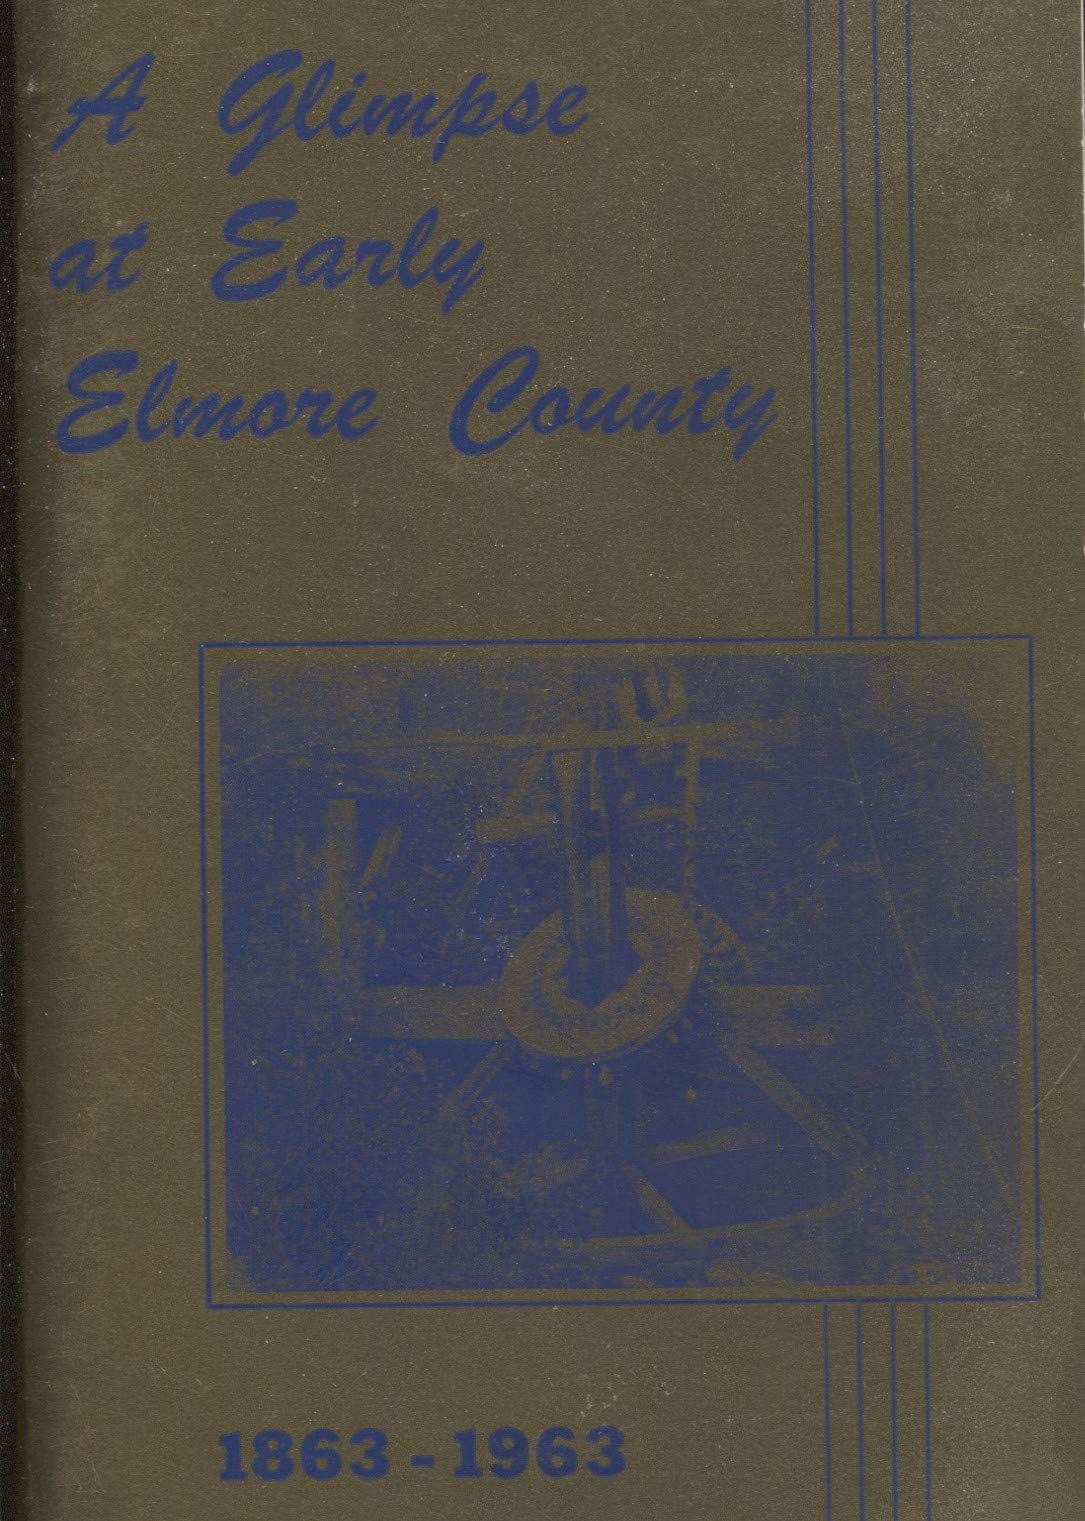 A Glimpse
at Early
Elmore County
1863-1963